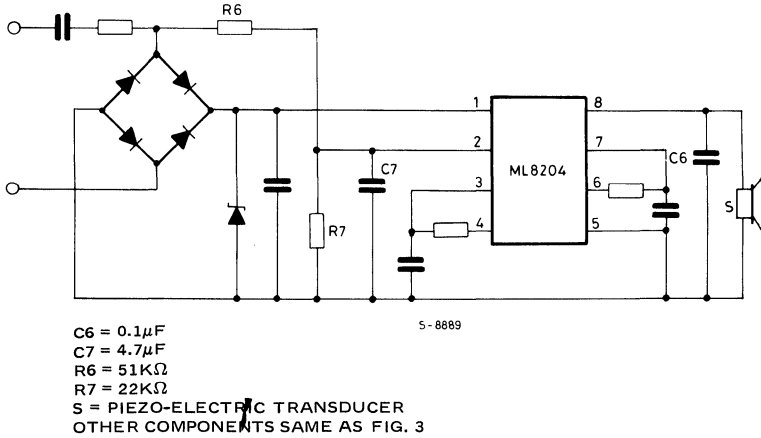 R6
1
8
2
7
C7
C6
ML8204
3
6
S
R7
4
5
S-8889
C6 = 0.1μF
C7 = 4.7μF
R6 = 51KΩ
R7 = 22KΩ
S = PIEZO-ELECTRIC TRANSDUCER
OTHER COMPONENTS SAME AS FIG. 3